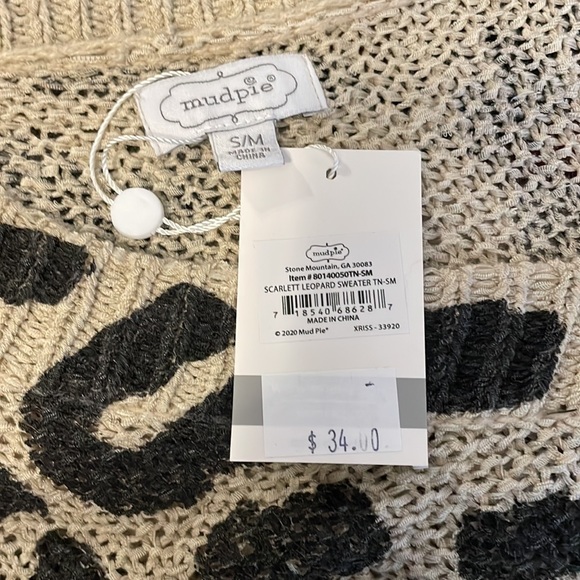 mudpie®
S/M
MADE IN
CHINA
mudpie
Stone Mountain, GA 30083
Item # 80140050TN-SM
SCARLETT LEOPARD SWEATER TN-SM
7 18540 68628 7
MADE IN CHINA
© 2020 Mud Pie® XRISS - 33920
$ 34.00